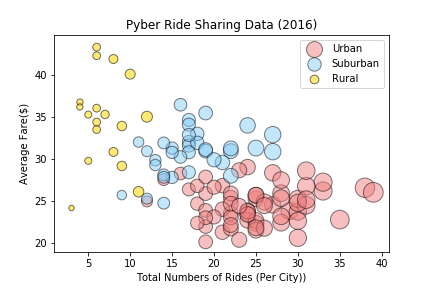 Pyber Ride Sharing Data (2016)
Urban
Suburban
Rural
40
35
30
25
20
Average Fare($)
5 10 15 20 25 30 35 40
Total Numbers of Rides (Per City))